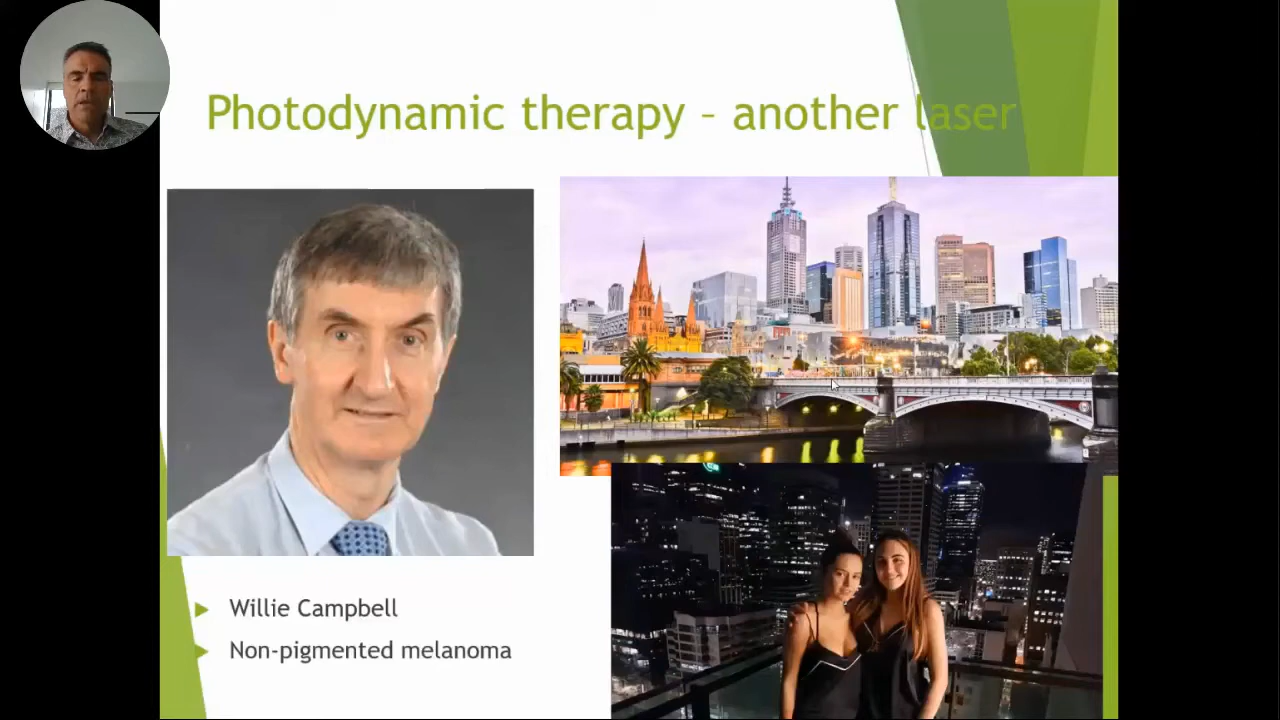 Photodynamic therapy – another laser
Willie Campbell
Non-pigmented melanoma